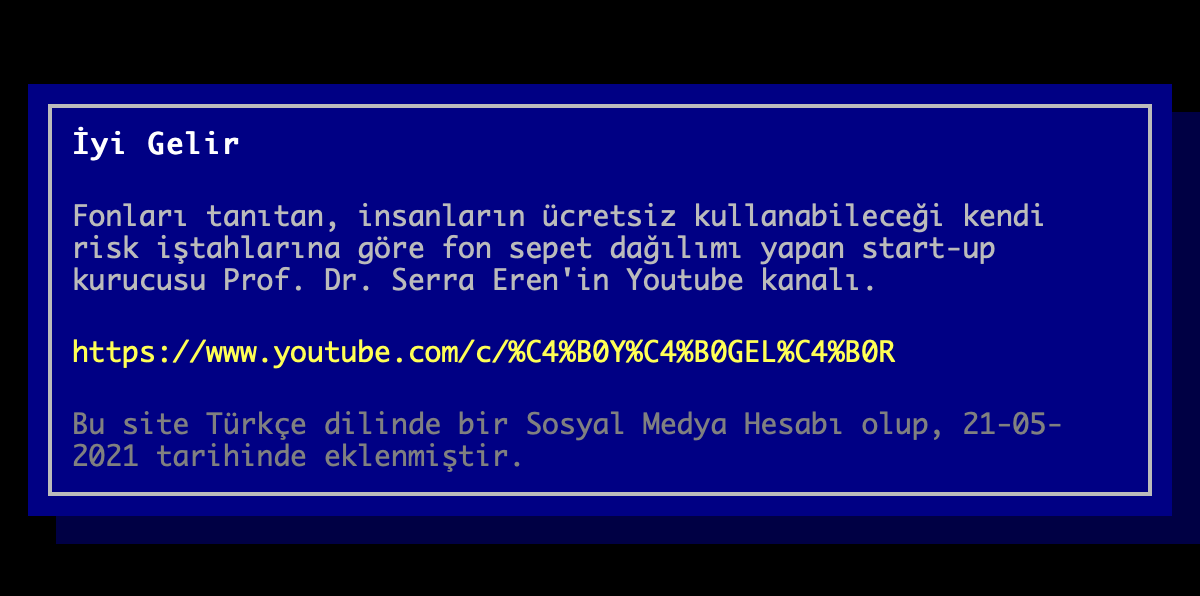 İyi Gelir
Fonları tanıtan, insanların ücretsiz kullanabileceği kendi
risk iştahlarına göre fon sepet dağılımı yapan start-up
kurucusu Prof. Dr. Serra Eren'in Youtube kanalı.
https://www.youtube.com/c/%C4%B0Y%C4%B0GEL%C4%B0R
Bu site Türkçe dilinde bir Sosyal Medya Hesabı olup, 21-05-
2021 tarihinde eklenmiştir.